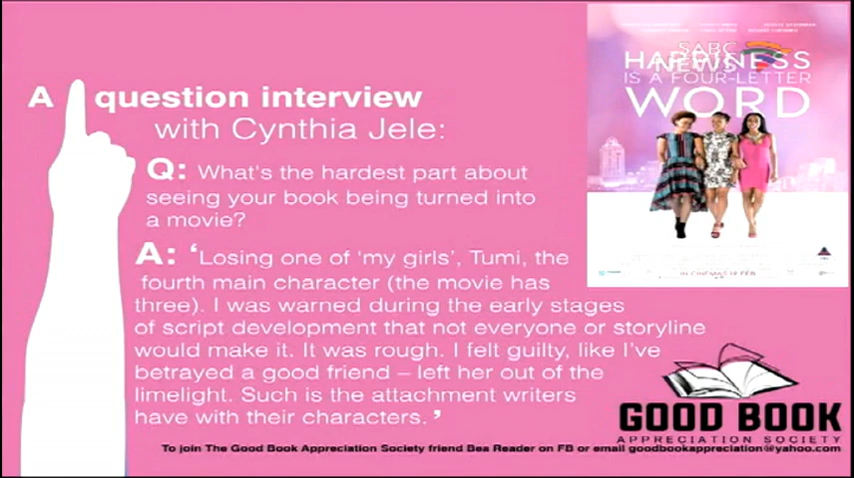 A question interview
with Cynthia Jele:
Q: What's the hardest part about
seeing your book being turned into
a movie?
A: ‘Losing one of ‘my girls’, Tumi, the
fourth main character (the movie has
three). I was warned during the early stages
of script development that not everyone or storyline
would make it. It was rough. I felt guilty, like I’ve
betrayed a good friend – left her out of the
limelight. Such is the attachment writers
have with their characters. ’
SABC
NEWS
HAPPINESS
IS A FOUR-LETTER
WORD
IN CINEMAS 18 FEB
GOOD BOOK
APPRECIATION SOCIETY
To join The Good Book Appreciation Society friend Bea Reader on FB or email goodbookappreciation@yahoo.com